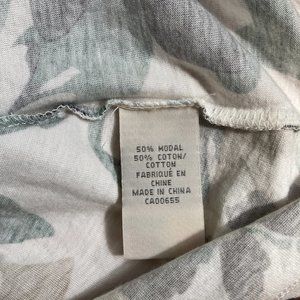 50% MODAL
50% COTON/
COTTON
FABRIQUÉ EN
CHINE
MADE IN CHINA
CA00655